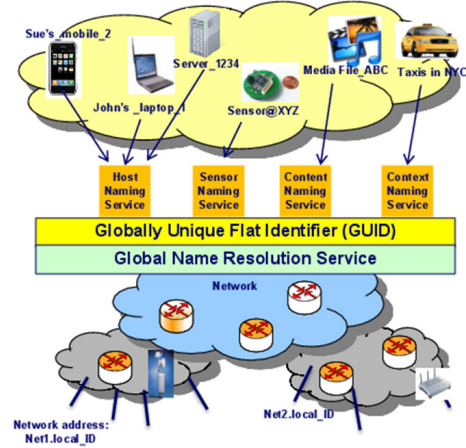 Sue's_mobile_2
Server_1234
John's _laptop_1
Sensor@XYZ
Media File_ABC
Taxis in NYC
Host
Naming
Service
Sensor
Naming
Service
Content
Naming
Service
Context
Naming
Service
Globally Unique Flat Identifier (GUID)
Global Name Resolution Service
Network
Network address:
Net1.local_ID
Net2.local_ID